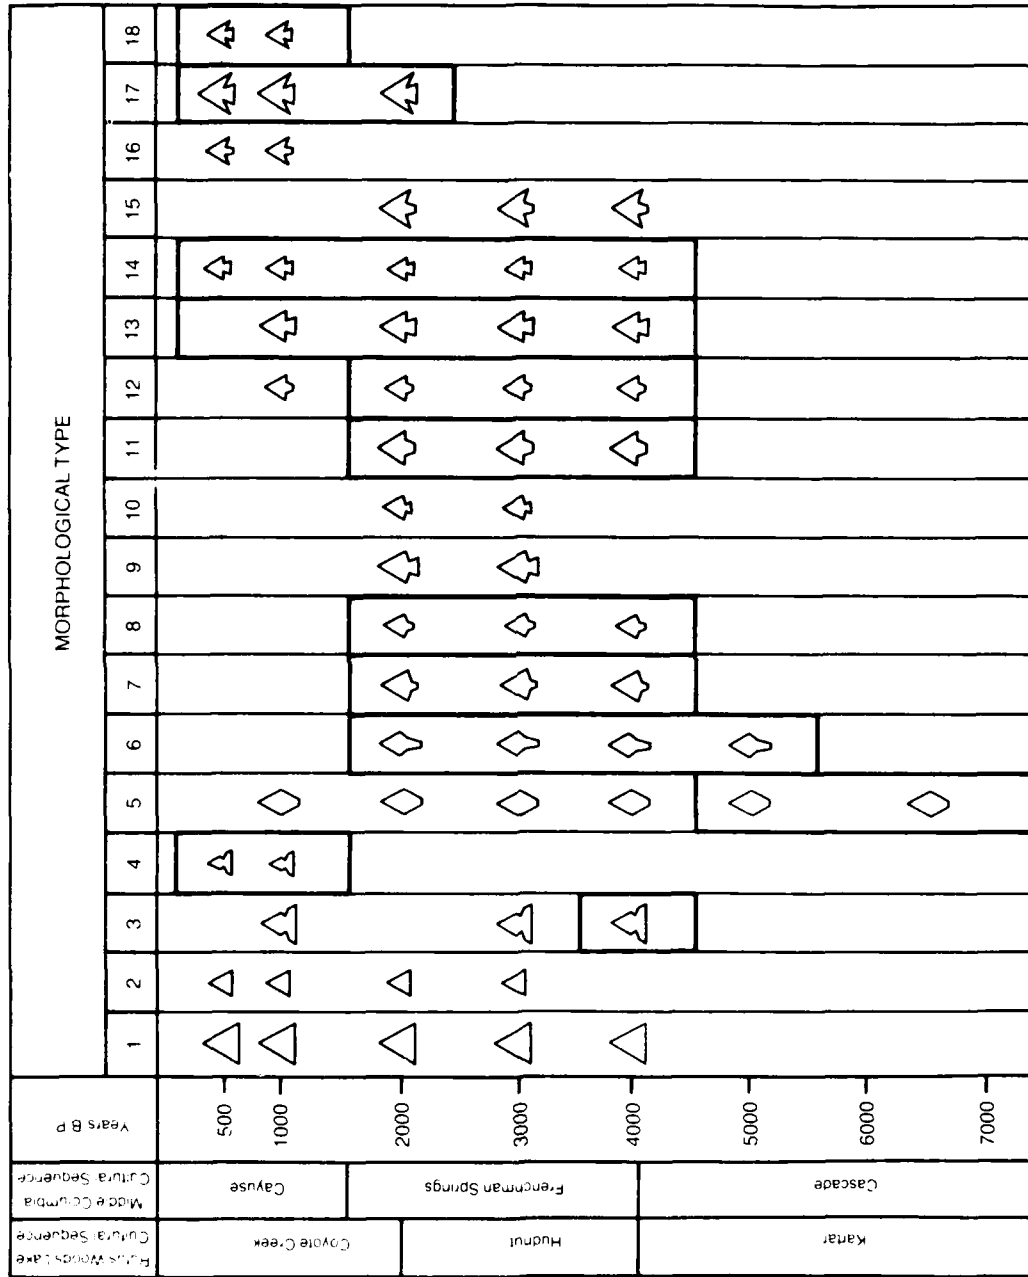 MORPHOLOGICAL TYPE
1 2 3 4 5 6 7 8 9 10 11 12 13 14 15 16 17 18
Years B P
500
1000
2000
3000
4000
5000
6000
7000
Middle Columbia
Cultural Sequence
Cayuse
Frenchman Springs
Cascade
Rufus Woods Lake
Cultural Sequence
Coyote Creek
Hudnut
Kartar